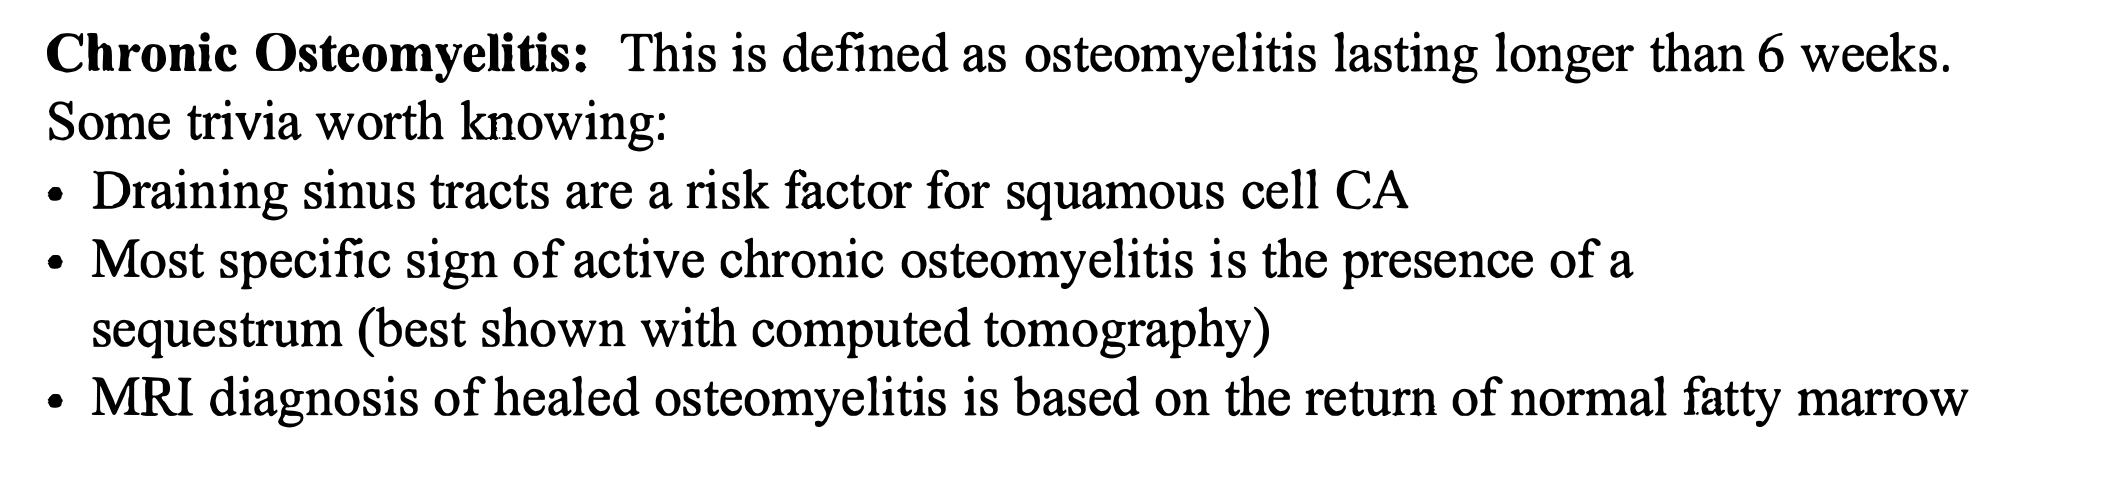 Chronic Osteomyelitis: This is defined as osteomyelitis lasting longer than 6 weeks.
Some trivia worth knowing:
• Draining sinus tracts are a risk factor for squamous cell CA
• Most specific sign of active chronic osteomyelitis is the presence of a
sequestrum (best shown with computed tomography)
• MRI diagnosis of healed osteomyelitis is based on the return of normal fatty marrow